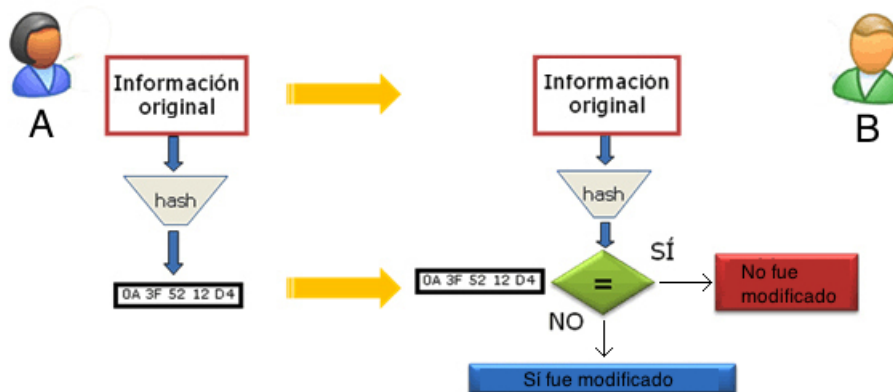 A
Información
original
hash
0A 3F 52 12 D4
Información
original
B
hash
0A 3F 52 12 D4
=
SÍ
No fue
modificado
NO
Sí fue modificado